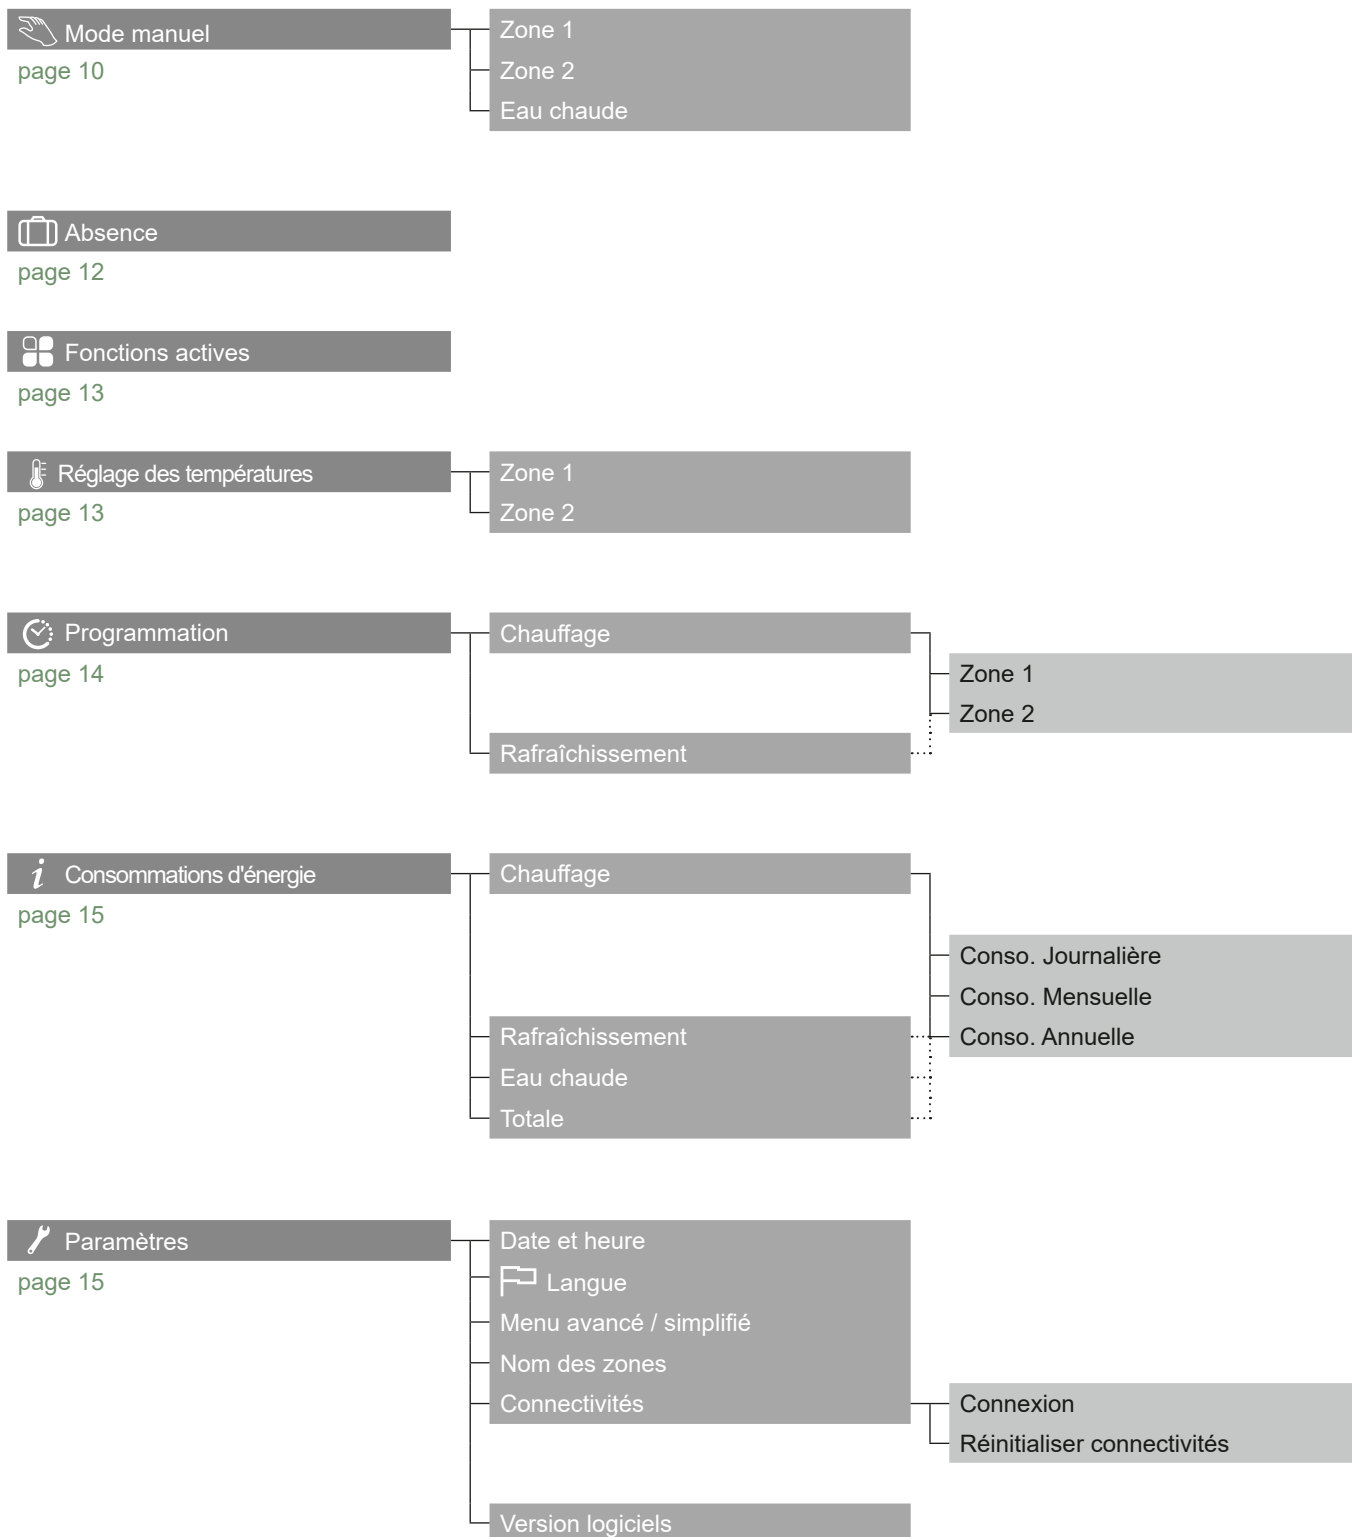 Mode manuel
page 10
Zone 1
Zone 2
Eau chaude
Absence
page 12
Fonctions actives
page 13
Réglage des températures
page 13
Zone 1
Zone 2
Programmation
page 14
Chauffage
Zone 1
Zone 2
Rafraîchissement
i Consommations d'énergie
page 15
Chauffage
Conso. Journalière
Conso. Mensuelle
Conso. Annuelle
Rafraîchissement
Eau chaude
Totale
Paramètres
page 15
Date et heure
Langue
Menu avancé / simplifié
Nom des zones
Connectivités
Connexion
Réinitialiser connectivités
Version logiciels